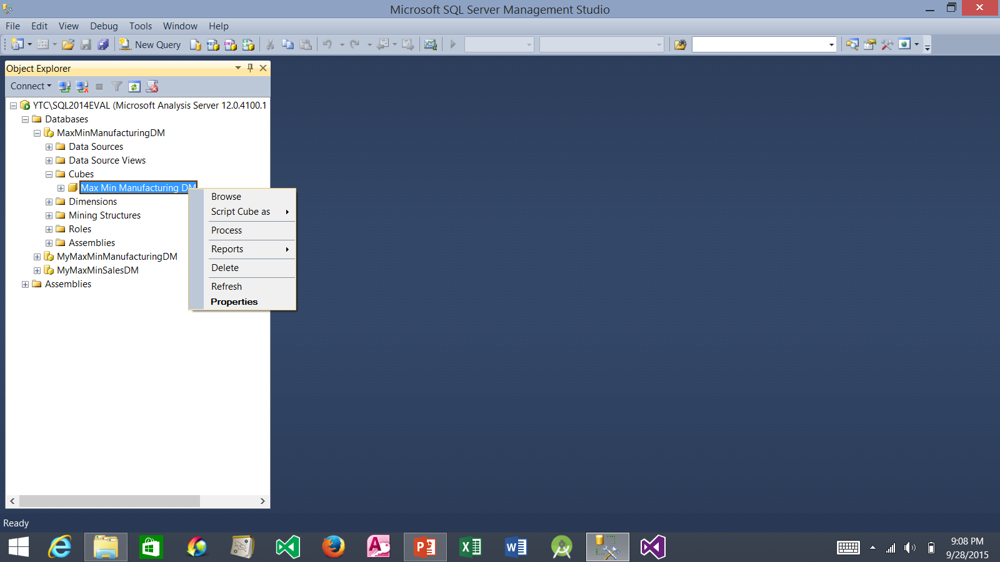 Microsoft SQL Server Management Studio
File Edit View Debug Tools Window Help
New Query
Object Explorer
Connect
YTC\SQL2014EVAL (Microsoft Analysis Server 12.0.4100.1
Databases
MaxMinManufacturingDM
Data Sources
Data Source Views
Cubes
Max Min Manufacturing DM
Dimensions
Mining Structures
Roles
Assemblies
MyMaxMinManufacturingDM
MyMaxMinSalesDM
Assemblies
Browse
Script Cube as
Process
Reports
Delete
Refresh
Properties
Ready
9:08 PM
9/28/2015